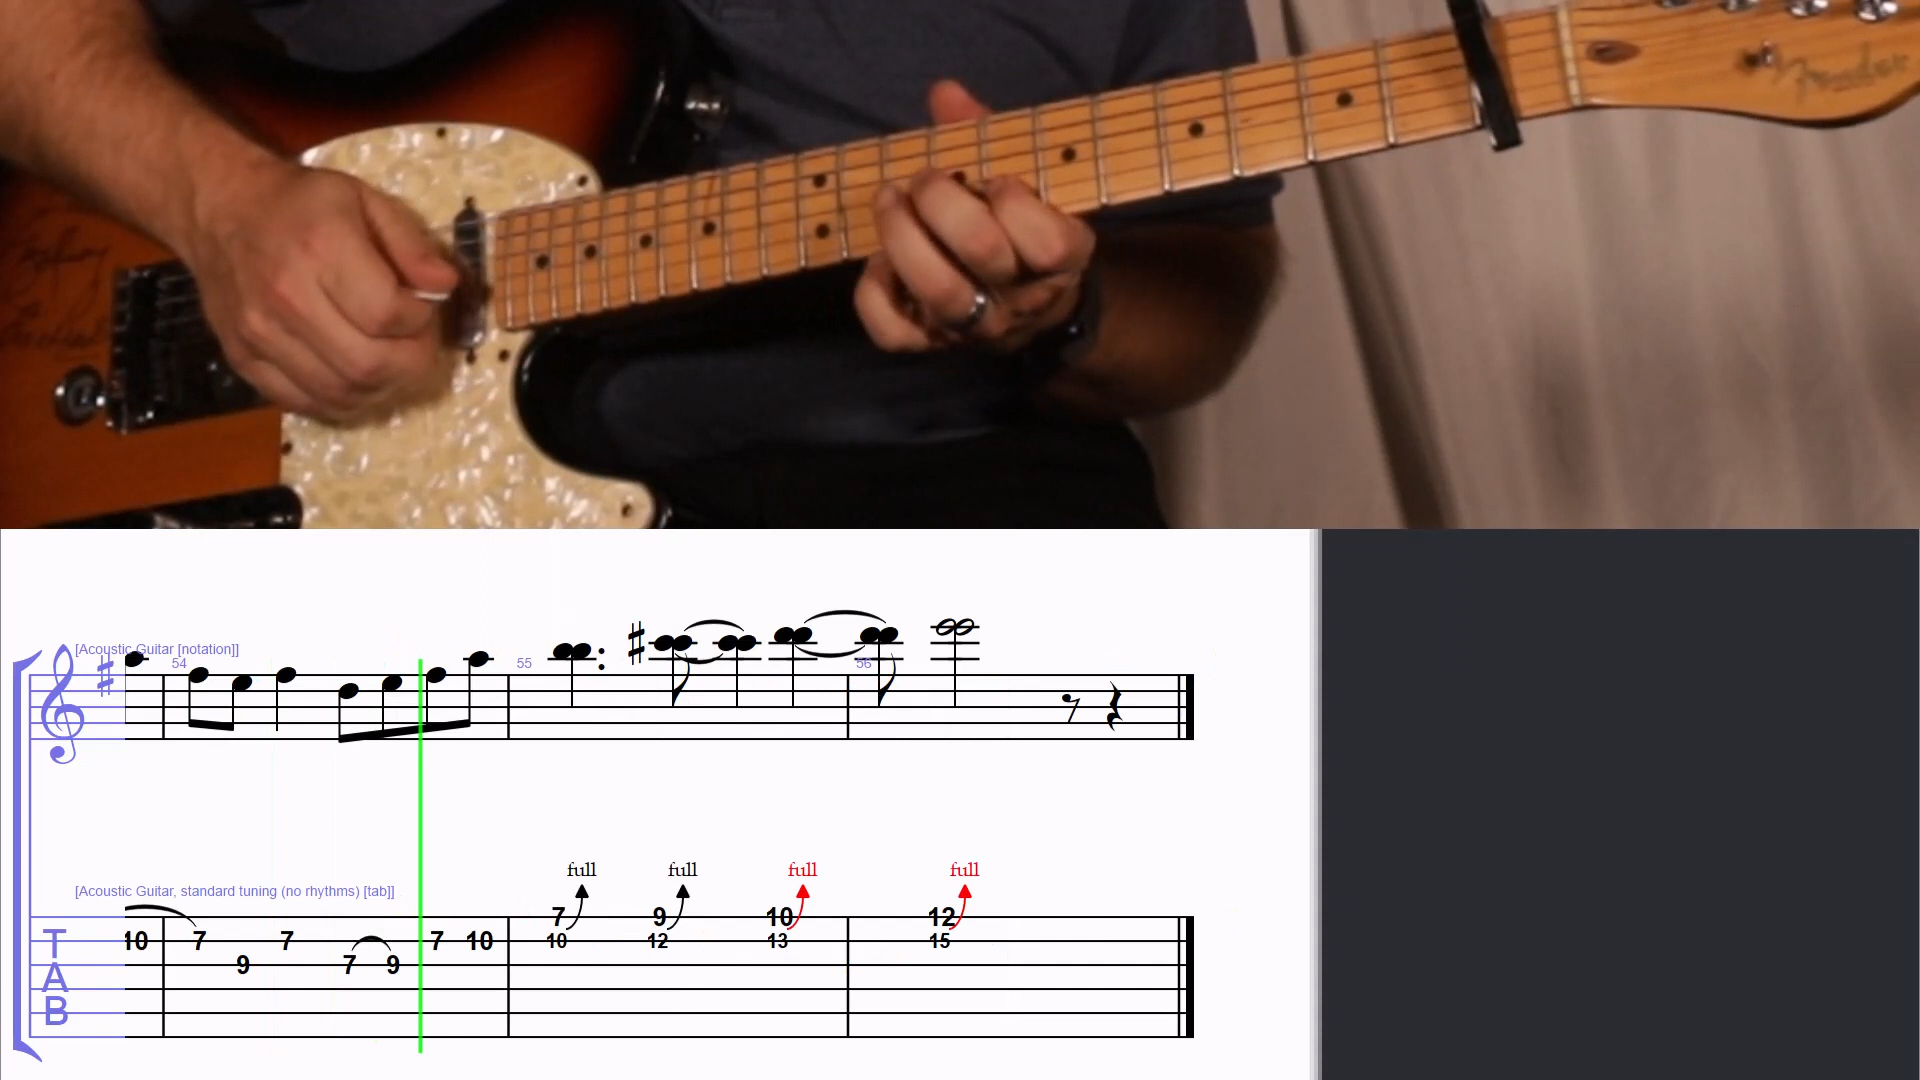 Fender
[Acoustic Guitar [notation]]
54
55
56
full full full full
[Acoustic Guitar, standard tuning (no rhythms) [tab]]
7 9 10 12
10 7 7 7 10 10 12 13 15
9 7 9
T
A
B